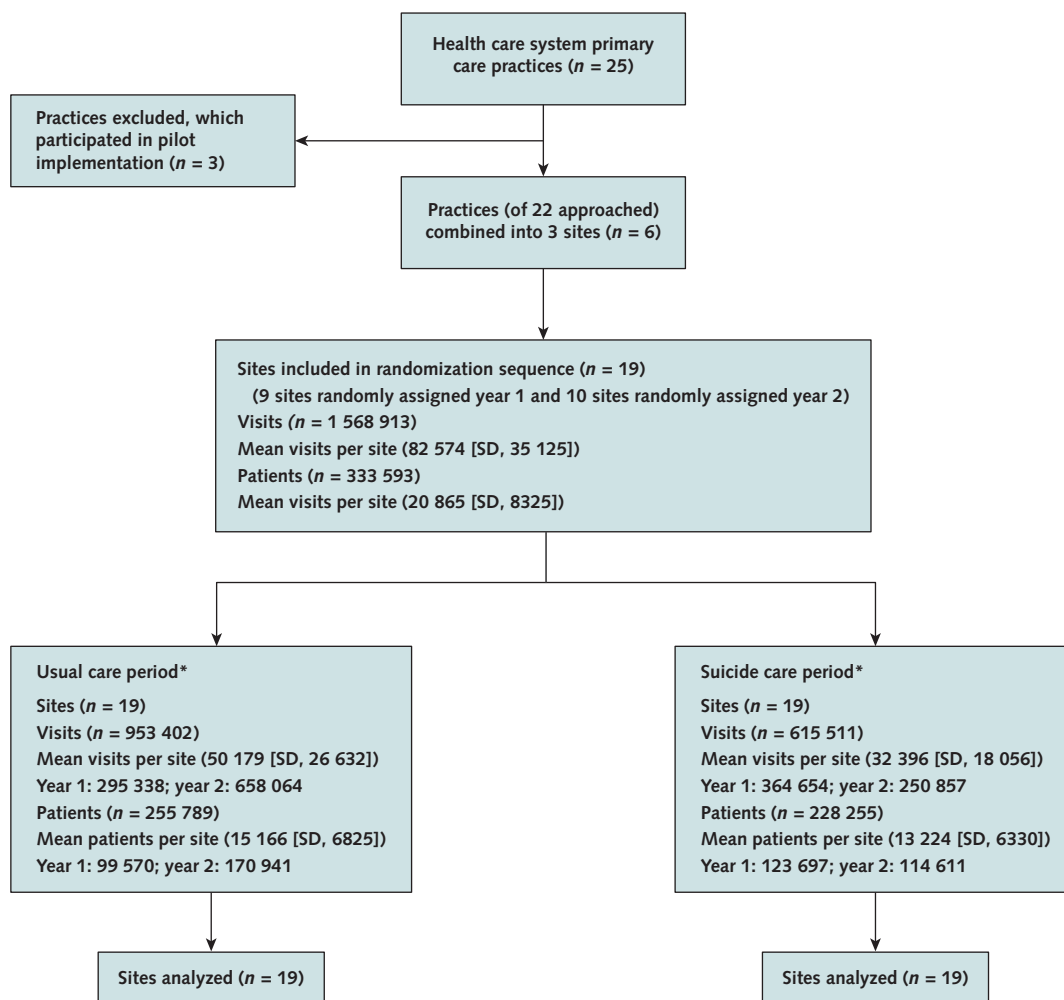 Health care system primary
care practices (n = 25)
Practices excluded, which
participated in pilot
implementation (n = 3)
Practices (of 22 approached)
combined into 3 sites (n = 6)
Sites included in randomization sequence (n = 19)
(9 sites randomly assigned year 1 and 10 sites randomly assigned year 2)
Visits (n = 1 568 913)
Mean visits per site (82 574 [SD, 35 125])
Patients (n = 333 593)
Mean visits per site (20 865 [SD, 8325])
Usual care period*
Sites (n = 19)
Visits (n = 953 402)
Mean visits per site (50 179 [SD, 26 632])
Year 1: 295 338; year 2: 658 064
Patients (n = 255 789)
Mean patients per site (15 166 [SD, 6825])
Year 1: 99 570; year 2: 170 941
Suicide care period*
Sites (n = 19)
Visits (n = 615 511)
Mean visits per site (32 396 [SD, 18 056])
Year 1: 364 654; year 2: 250 857
Patients (n = 228 255)
Mean patients per site (13 224 [SD, 6330])
Year 1: 123 697; year 2: 114 611
Sites analyzed (n = 19)
Sites analyzed (n = 19)